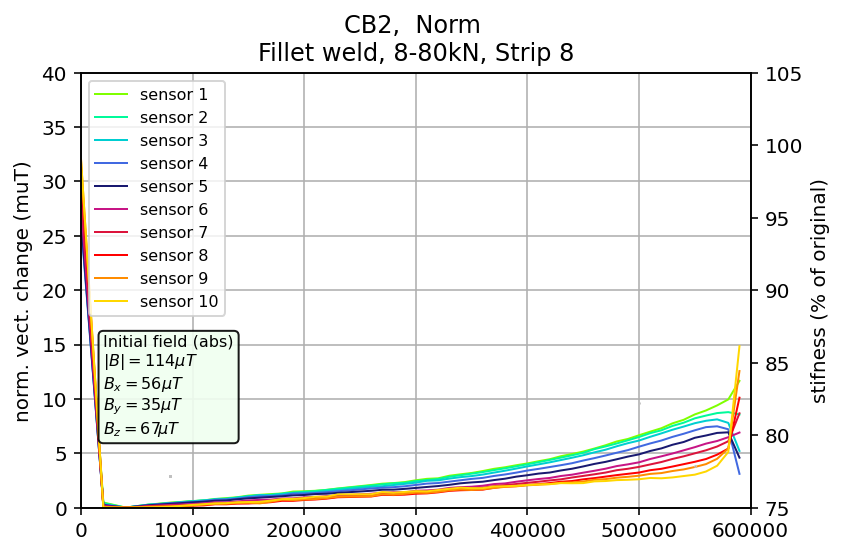 CB2,  Norm
Fillet weld, 8-80kN, Strip 8
norm. vect. change (muT)
40
35
30
25
20
15
10
5
0
sensor 1
sensor 2
sensor 3
sensor 4
sensor 5
sensor 6
sensor 7
sensor 8
sensor 9
sensor 10
Initial field (abs)
|B| = 114μT
Bx = 56μT
By = 35μT
Bz = 67μT
105
100
95
90
85
80
75
stifness (% of original)
0 100000 200000 300000 400000 500000 600000